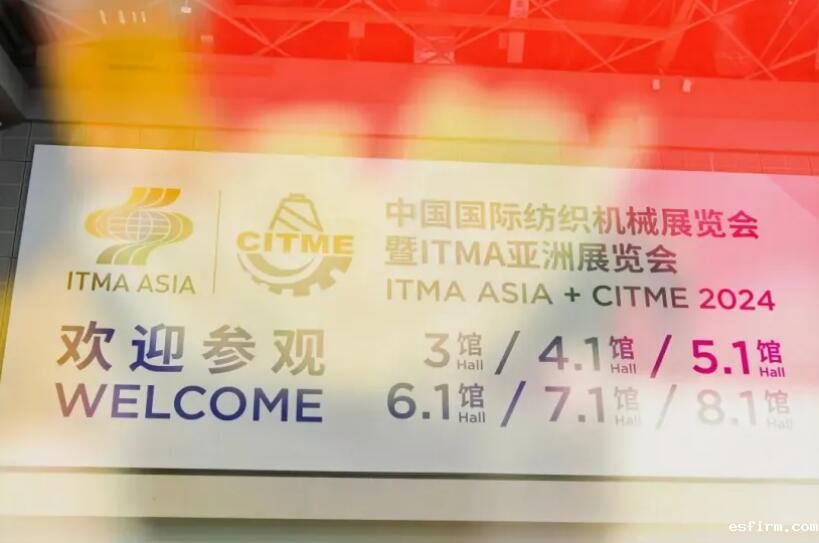 ITMA ASIA
CITME
中国国际纺织机械展览会
暨ITMA亚洲展览会
ITMA ASIA + CITME 2024
欢迎参观
WELCOME
3馆 Hall / 4.1馆 Hall / 5.1馆 Hall
6.1馆 Hall / 7.1馆 Hall / 8.1馆 Hall
esfirm.com